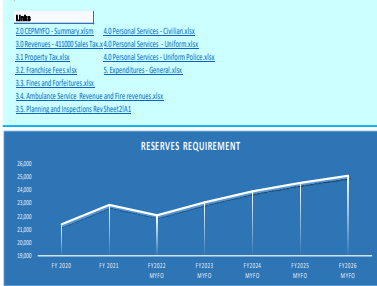 Links
2.0 CEPMYFO - Summary.xlsm 4.0 Personal Services - Civilian.xlsx
3.0 Revenues - 411000 Sales Tax.x 4.0 Personal Services - Uniform.xlsx
3.1 Property Tax.xlsx 4.0 Personal Services - Uniform Police.xlsx
3.2. Franchise Fees.xlsx 5. Expenditures - General.xlsx
3.3. Fines and Forfeitures.xlsx
3.4. Ambulance Service Revenue and Fire revenues.xlsx
3.5. Planning and Inspections Rev Sheet2!A1
RESERVES REQUIREMENT
26,000
25,000
24,000
23,000
22,000
21,000
20,000
19,000
FY 2020 FY 2021 FY2022 FY2023 FY2024 FY2025 FY2026
MYFO MYFO MYFO MYFO MYFO